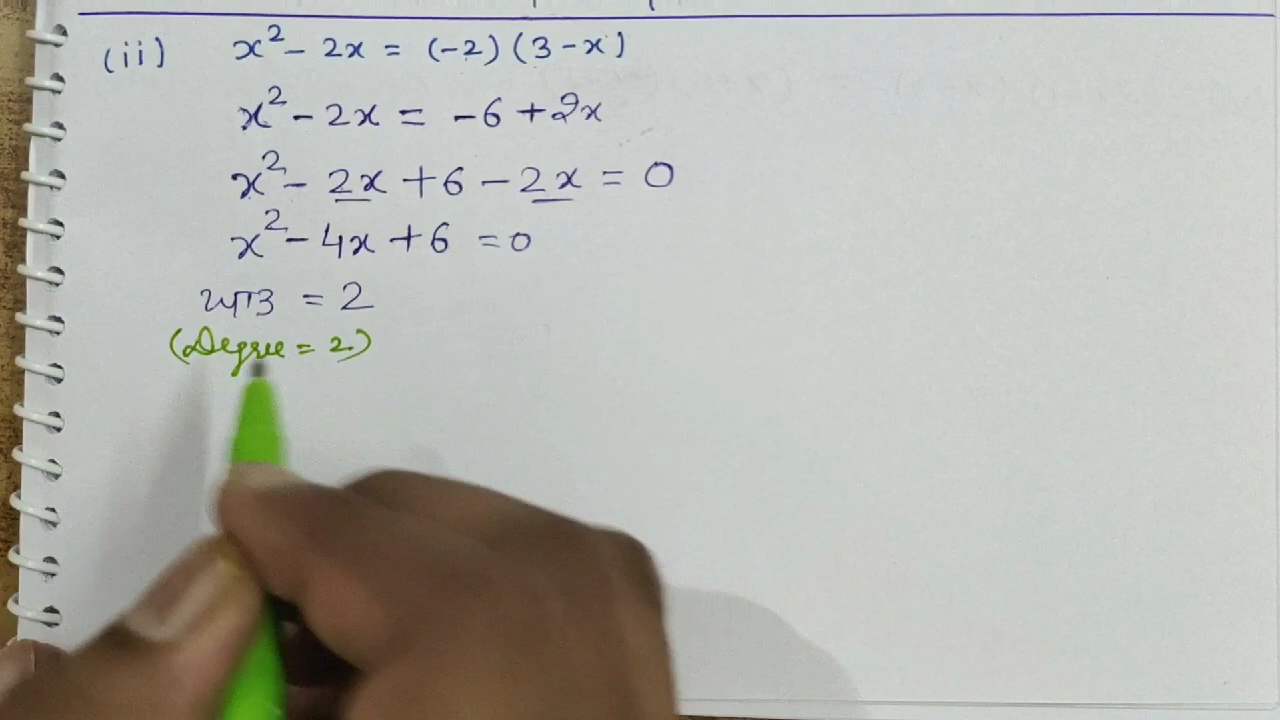 (ii) x² - 2x = (-2) (3 - x)
x² - 2x = -6 + 2x
x² - 2x + 6 - 2x = 0
x² - 4x + 6 = 0
घात = 2
(Degree = 2)